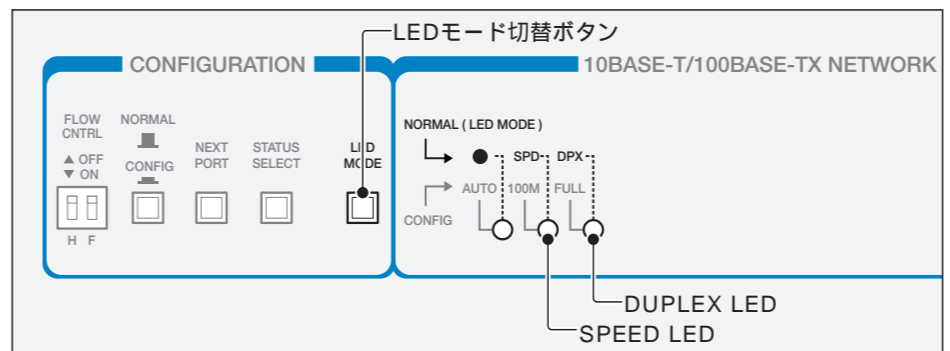 LEDモード切替ボタン
CONFIGURATION
10BASE-T/100BASE-TX NETWORK
FLOW
CNTRL
▲ OFF
▼ ON
H F
NORMAL
CONFIG
NEXT
PORT
STATUS
SELECT
LED
MODE
NORMAL ( LED MODE )
● SPD DPX
AUTO 100M FULL
CONFIG
DUPLEX LED
SPEED LED